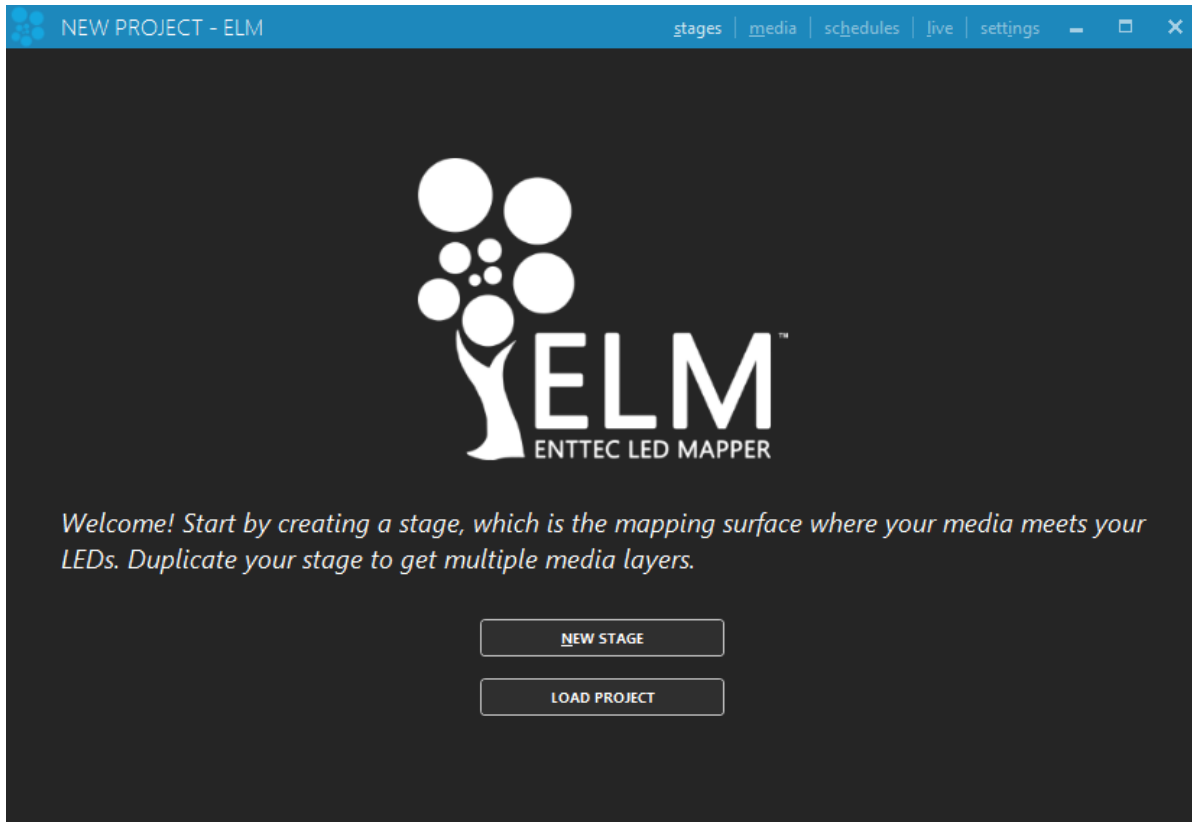 NEW PROJECT - ELM
stages | media | schedules | live | settings
ELM™
ENTTEC LED MAPPER
Welcome! Start by creating a stage, which is the mapping surface where your media meets your
LEDs. Duplicate your stage to get multiple media layers.
NEW STAGE
LOAD PROJECT